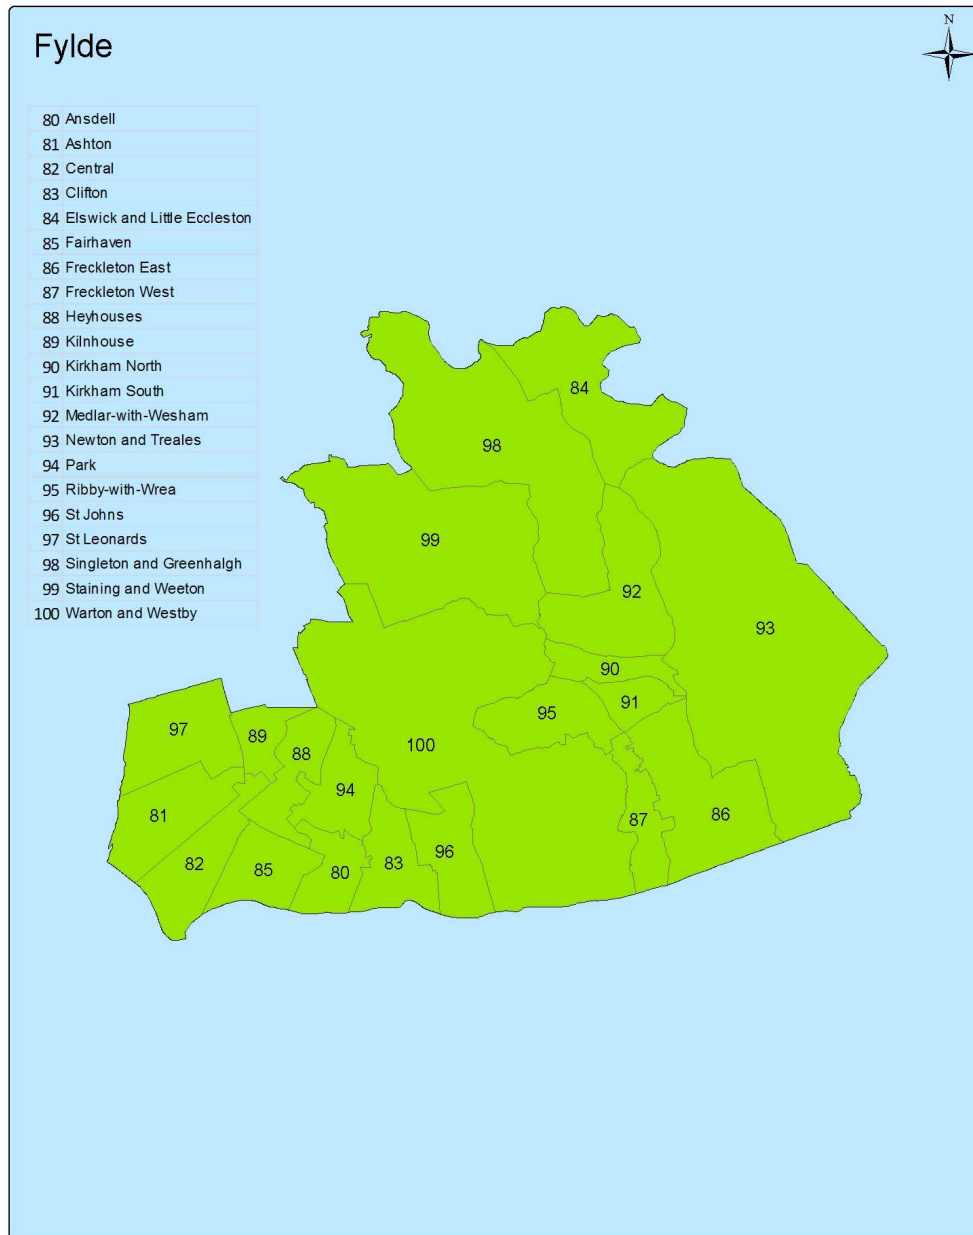 N
Fylde
80 Ansdell
81 Ashton
82 Central
83 Clifton
84 Elswick and Little Eccleston
85 Fairhaven
86 Freckleton East
87 Freckleton West
88 Heyhouses
89 Kilnhouse
90 Kirkham North
91 Kirkham South
92 Medlar-with-Wesham
93 Newton and Treales
94 Park
95 Ribby-with-Wrea
96 St Johns
97 St Leonards
98 Singleton and Greenhalgh
99 Staining and Weeton
100 Warton and Westby
84
98
99
92
93
90
91
95
97
89
88
100
94
81
87
86
82
85
80
83
96